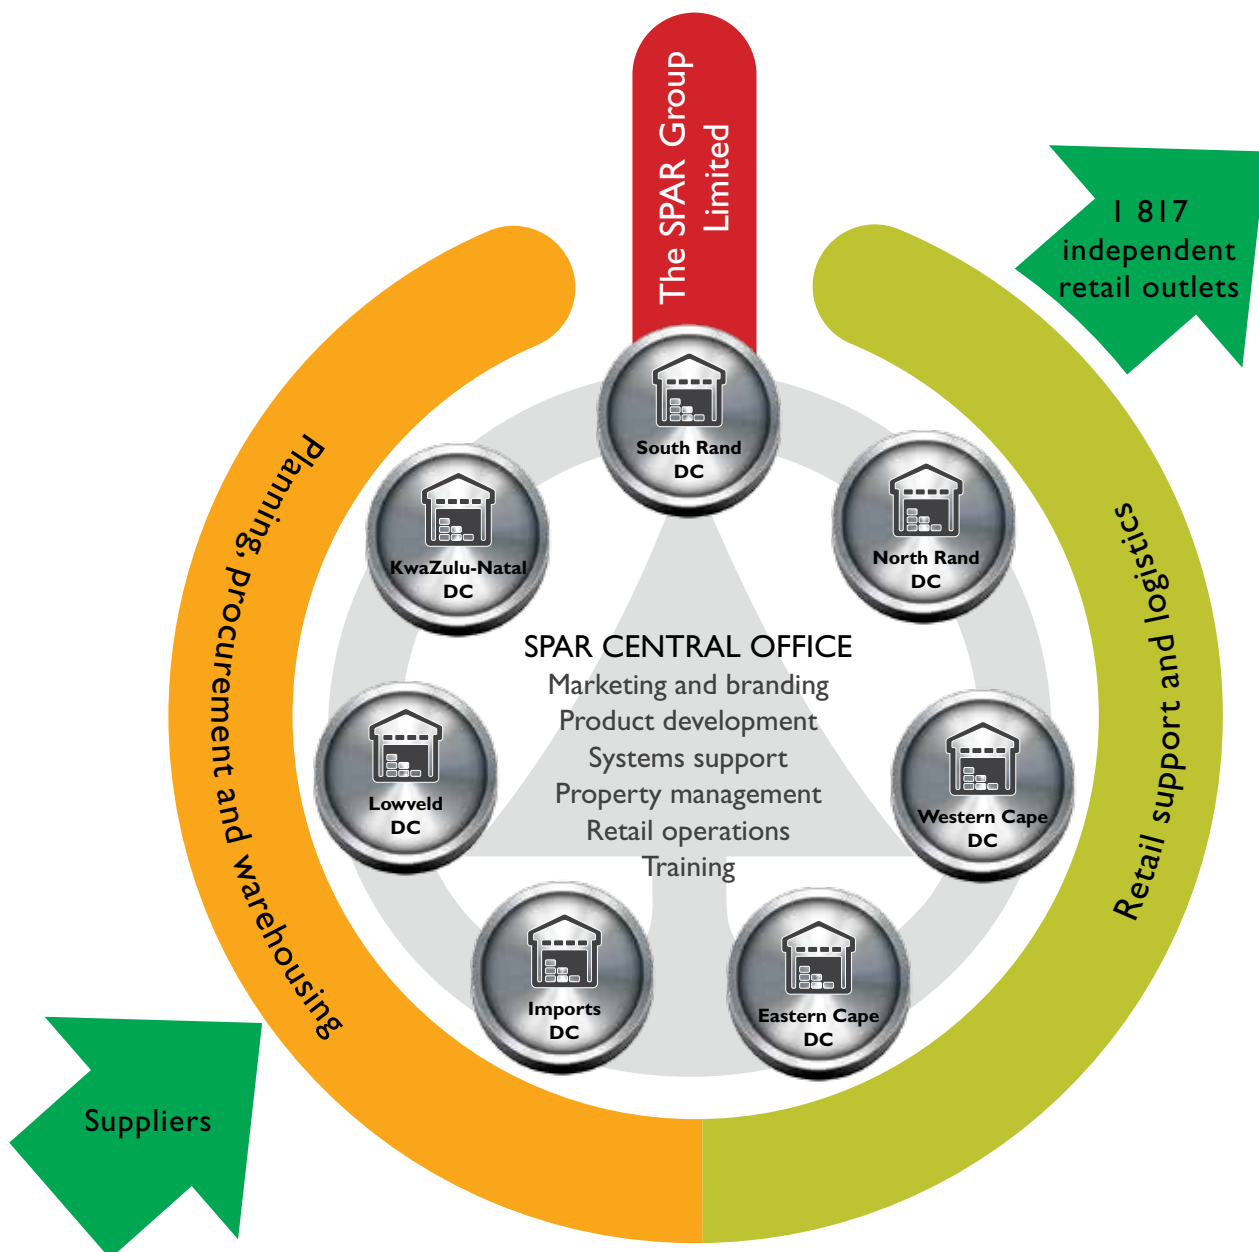 The SPAR Group
Limited
1 817
independent
retail outlets
South Rand
DC
KwaZulu-Natal
DC
North Rand
DC
Planning, procurement and warehousing
Retail support and logistics
SPAR CENTRAL OFFICE
Marketing and branding
Product development
Systems support
Property management
Retail operations
Training
Lowveld
DC
Western Cape
DC
Imports
DC
Eastern Cape
DC
Suppliers